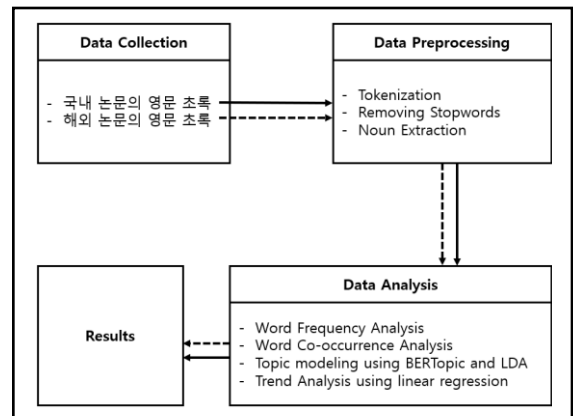 Data Collection
- 국내 논문의 영문 초록
- 해외 논문의 영문 초록
Data Preprocessing
- Tokenization
- Removing Stopwords
- Noun Extraction
Data Analysis
- Word Frequency Analysis
- Word Co-occurrence Analysis
- Topic modeling using BERTopic and LDA
- Trend Analysis using linear regression
Results